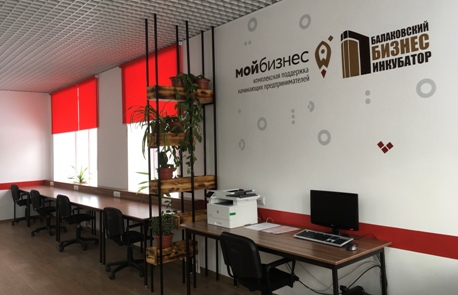 мойбизнес
комплексная поддержка
начинающих предпринимателей
БАЛАКОВСКИЙ
БИЗНЕС
ИНКУБАТОР